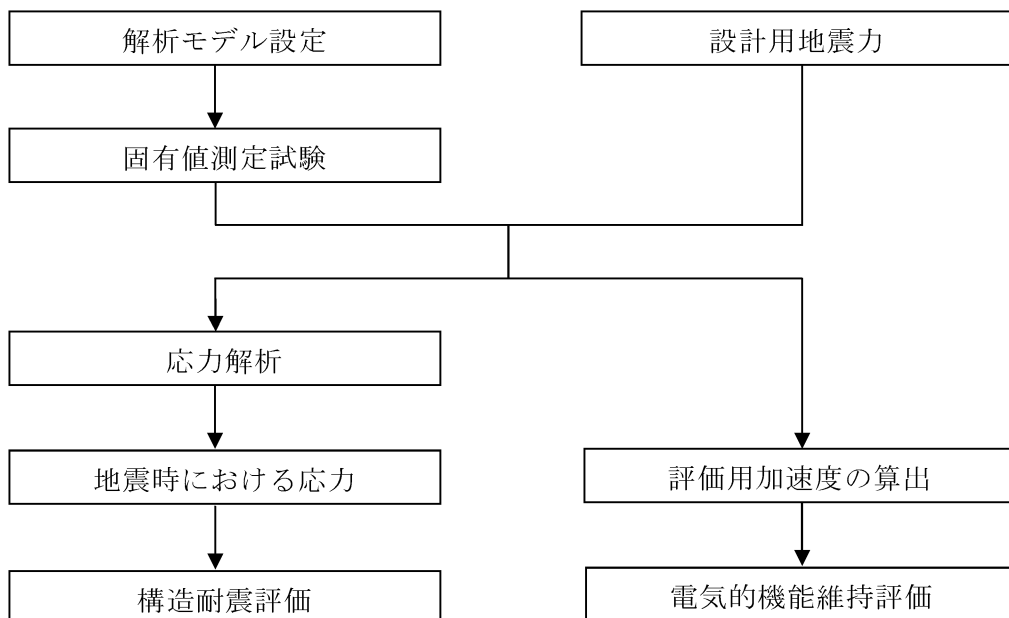 解析モデル設定
設計用地震力
固有値測定試験
応力解析
地震時における応力
評価用加速度の算出
構造耐震評価
電気的機能維持評価